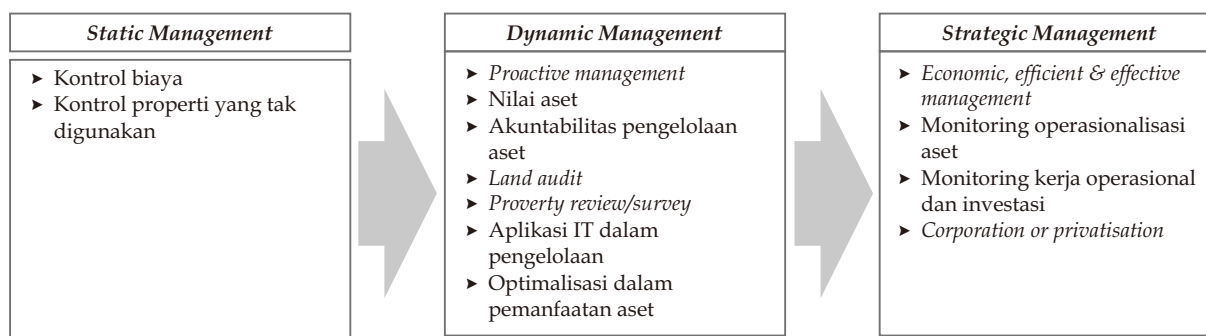 Static Management
➤ Kontrol biaya
➤ Kontrol properti yang tak
digunakan
Dynamic Management
➤ Proactive management
➤ Nilai aset
➤ Akuntabilitas pengelolaan
aset
➤ Land audit
➤ Proverty review/survey
➤ Aplikasi IT dalam
pengelolaan
➤ Optimalisasi dalam
pemanfaatan aset
Strategic Management
➤ Economic, efficient & effective
management
➤ Monitoring operasionalisasi
aset
➤ Monitoring kerja operasional
dan investasi
➤ Corporation or privatisation